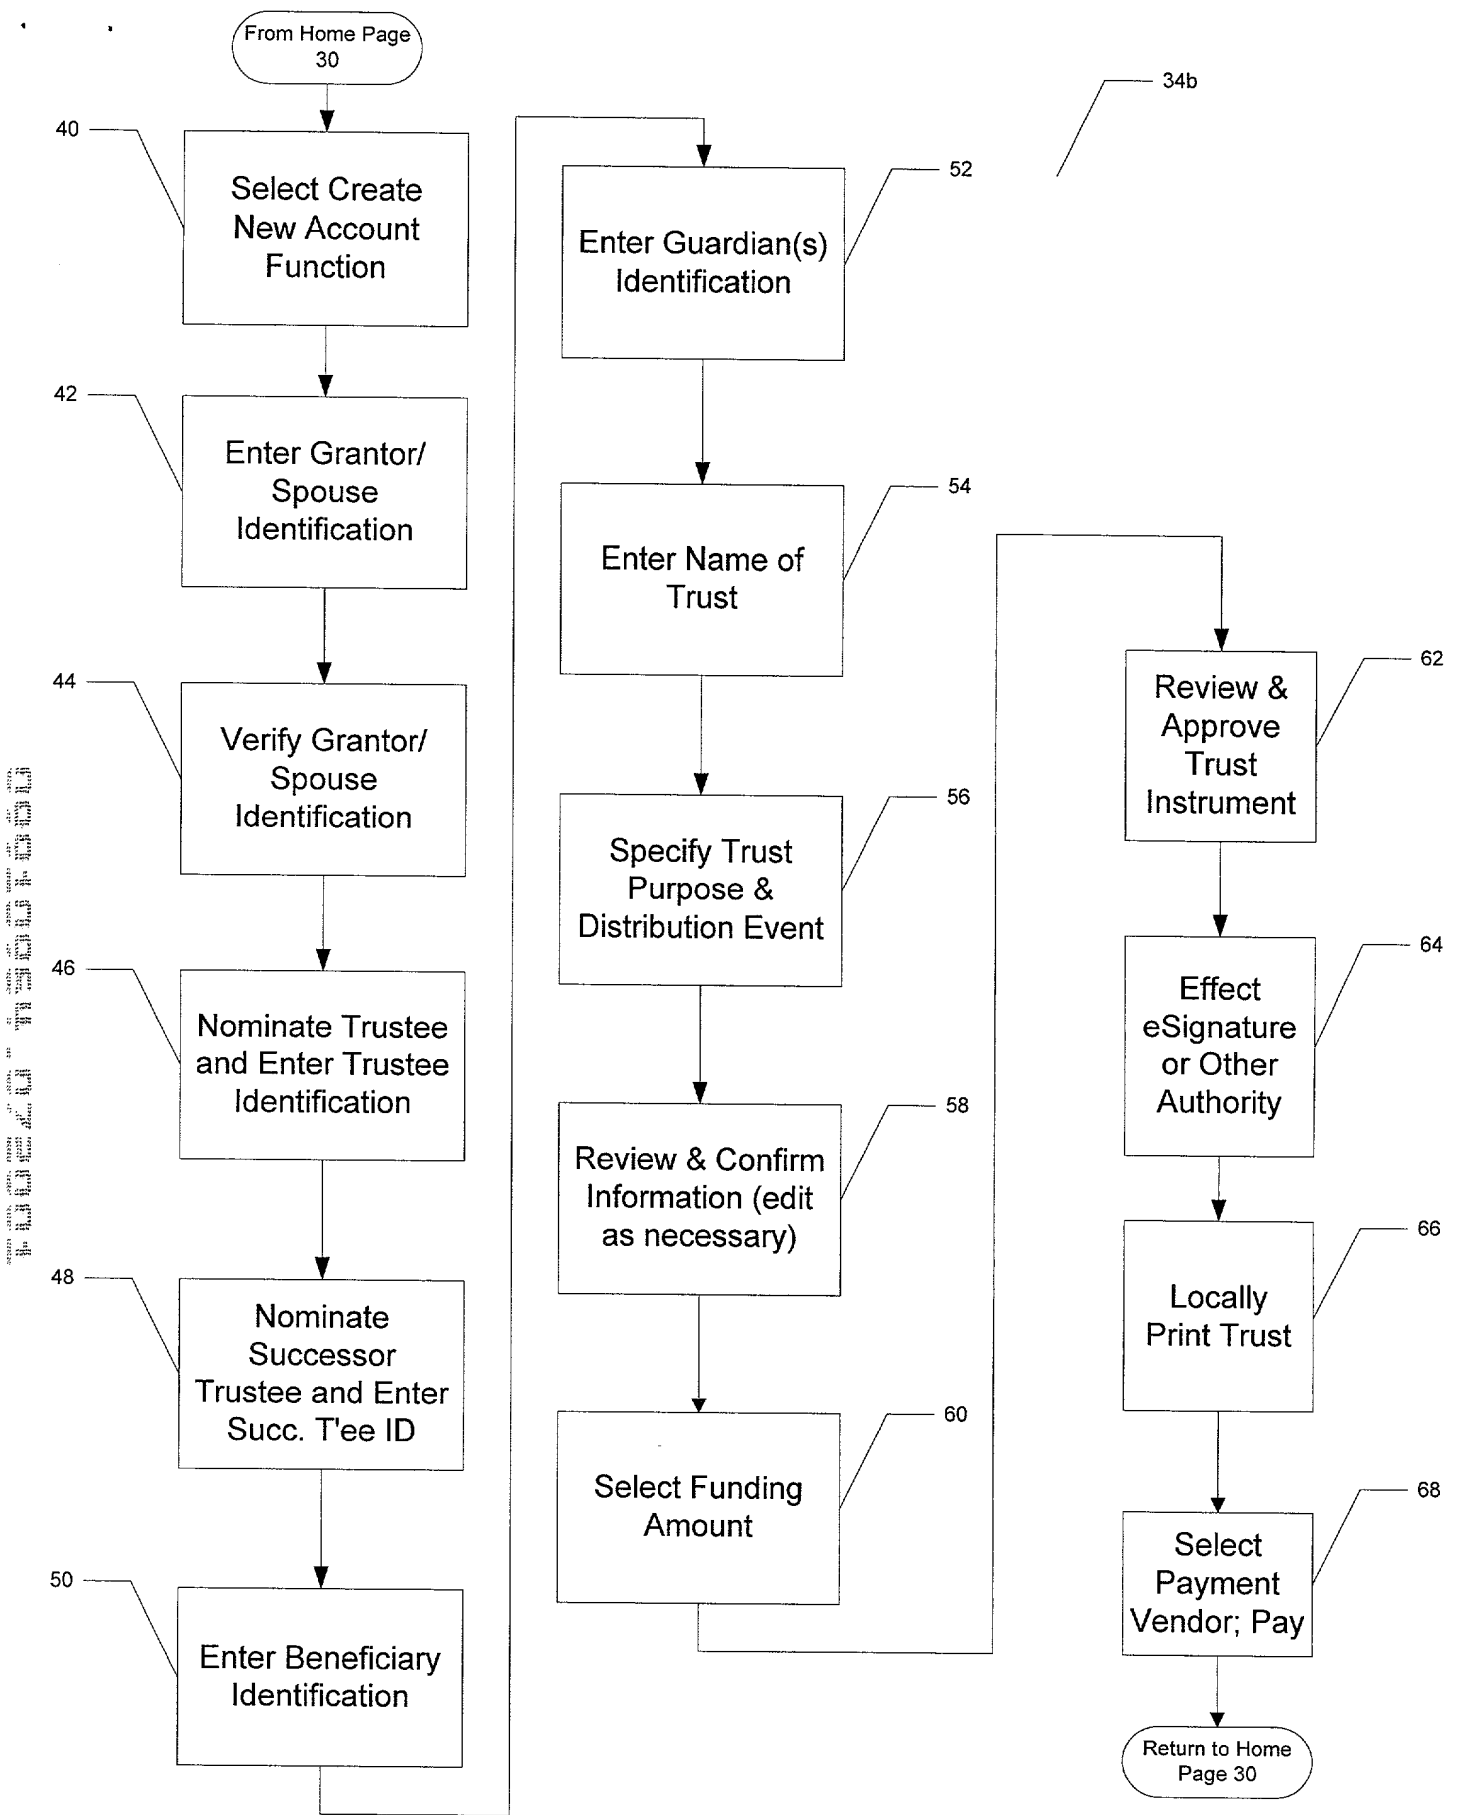 From Home Page
30
34b
40
Select Create
New Account
Function
42
Enter Grantor/
Spouse
Identification
44
Verify Grantor/
Spouse
Identification
46
Nominate Trustee
and Enter Trustee
Identification
48
Nominate
Successor
Trustee and Enter
Succ. T'ee ID
50
Enter Beneficiary
Identification
52
Enter Guardian(s)
Identification
54
Enter Name of
Trust
56
Specify Trust
Purpose &
Distribution Event
58
Review & Confirm
Information (edit
as necessary)
60
Select Funding
Amount
62
Review &
Approve
Trust
Instrument
64
Effect
eSignature
or Other
Authority
66
Locally
Print Trust
68
Select
Payment
Vendor; Pay
Return to Home
Page 30